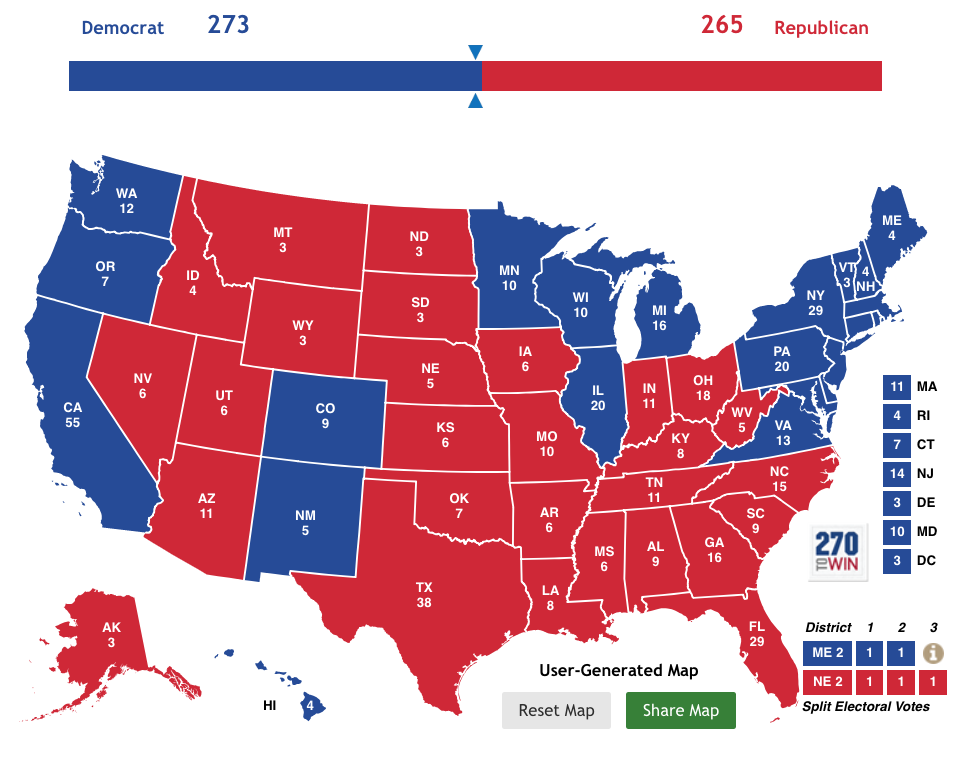 Democrat 273 265 Republican
WA
12
OR
7
CA
55
NV
6
ID
4
MT
3
WY
3
UT
6
AZ
11
CO
9
NM
5
ND
3
SD
3
NE
5
KS
6
OK
7
TX
38
MN
10
IA
6
MO
10
AR
6
LA
8
WI
10
IL
20
MI
16
IN
11
OH
18
KY
8
TN
11
MS
6
AL
9
GA
16
FL
29
SC
9
NC
15
VA
13
WV
5
PA
20
NY
29
VT
3
4
NH
ME
4
AK
3
HI 4
11 MA
4 RI
7 CT
14 NJ
3 DE
10 MD
3 DC
270
TO WIN
District 1 2 3
ME 2 1 1 i
NE 2 1 1 1
Split Electoral Votes
User-Generated Map
Reset Map Share Map